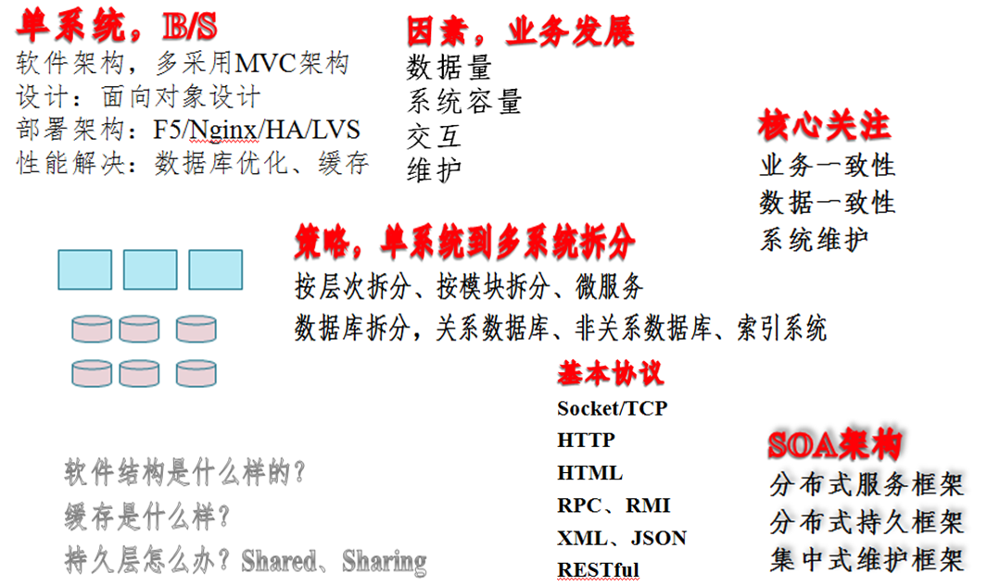 单系统，B/S
软件架构，多采用MVC架构
设计：面向对象设计
部署架构：F5/Nginx/HA/LVS
性能解决：数据库优化、缓存
因素，业务发展
数据量
系统容量
交互
维护
核心关注
业务一致性
数据一致性
系统维护
策略，单系统到多系统拆分
按层次拆分、按模块拆分、微服务
数据库拆分，关系数据库、非关系数据库、索引系统
基本协议
Socket/TCP
HTTP
HTML
RPC、RMI
XML、JSON
RESTful
SOA架构
分布式服务框架
分布式持久框架
集中式维护框架
软件结构是什么样的？
缓存是什么样？
持久层怎么办？Shared、Sharing